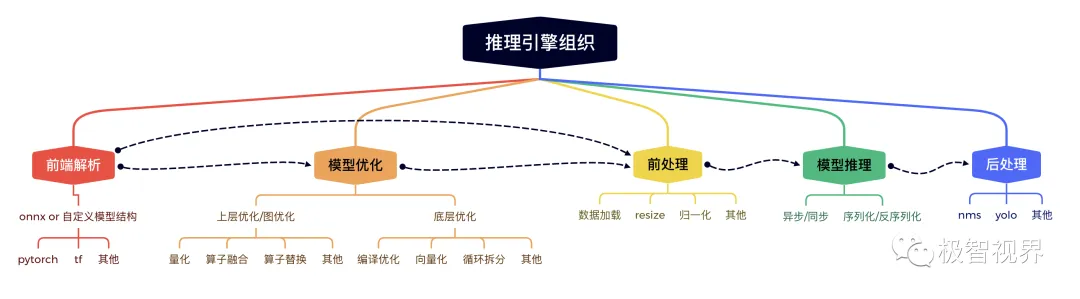 推理引擎组织
前端解析
模型优化
前处理
模型推理
后处理
onnx or 自定义模型结构
上层优化/图优化
底层优化
数据加载
resize
归一化
其他
异步/同步
序列化/反序列化
nms
yolo
其他
pytorch
tf
其他
量化
算子融合
算子替换
其他
编译优化
向量化
循环拆分
其他
极智视界